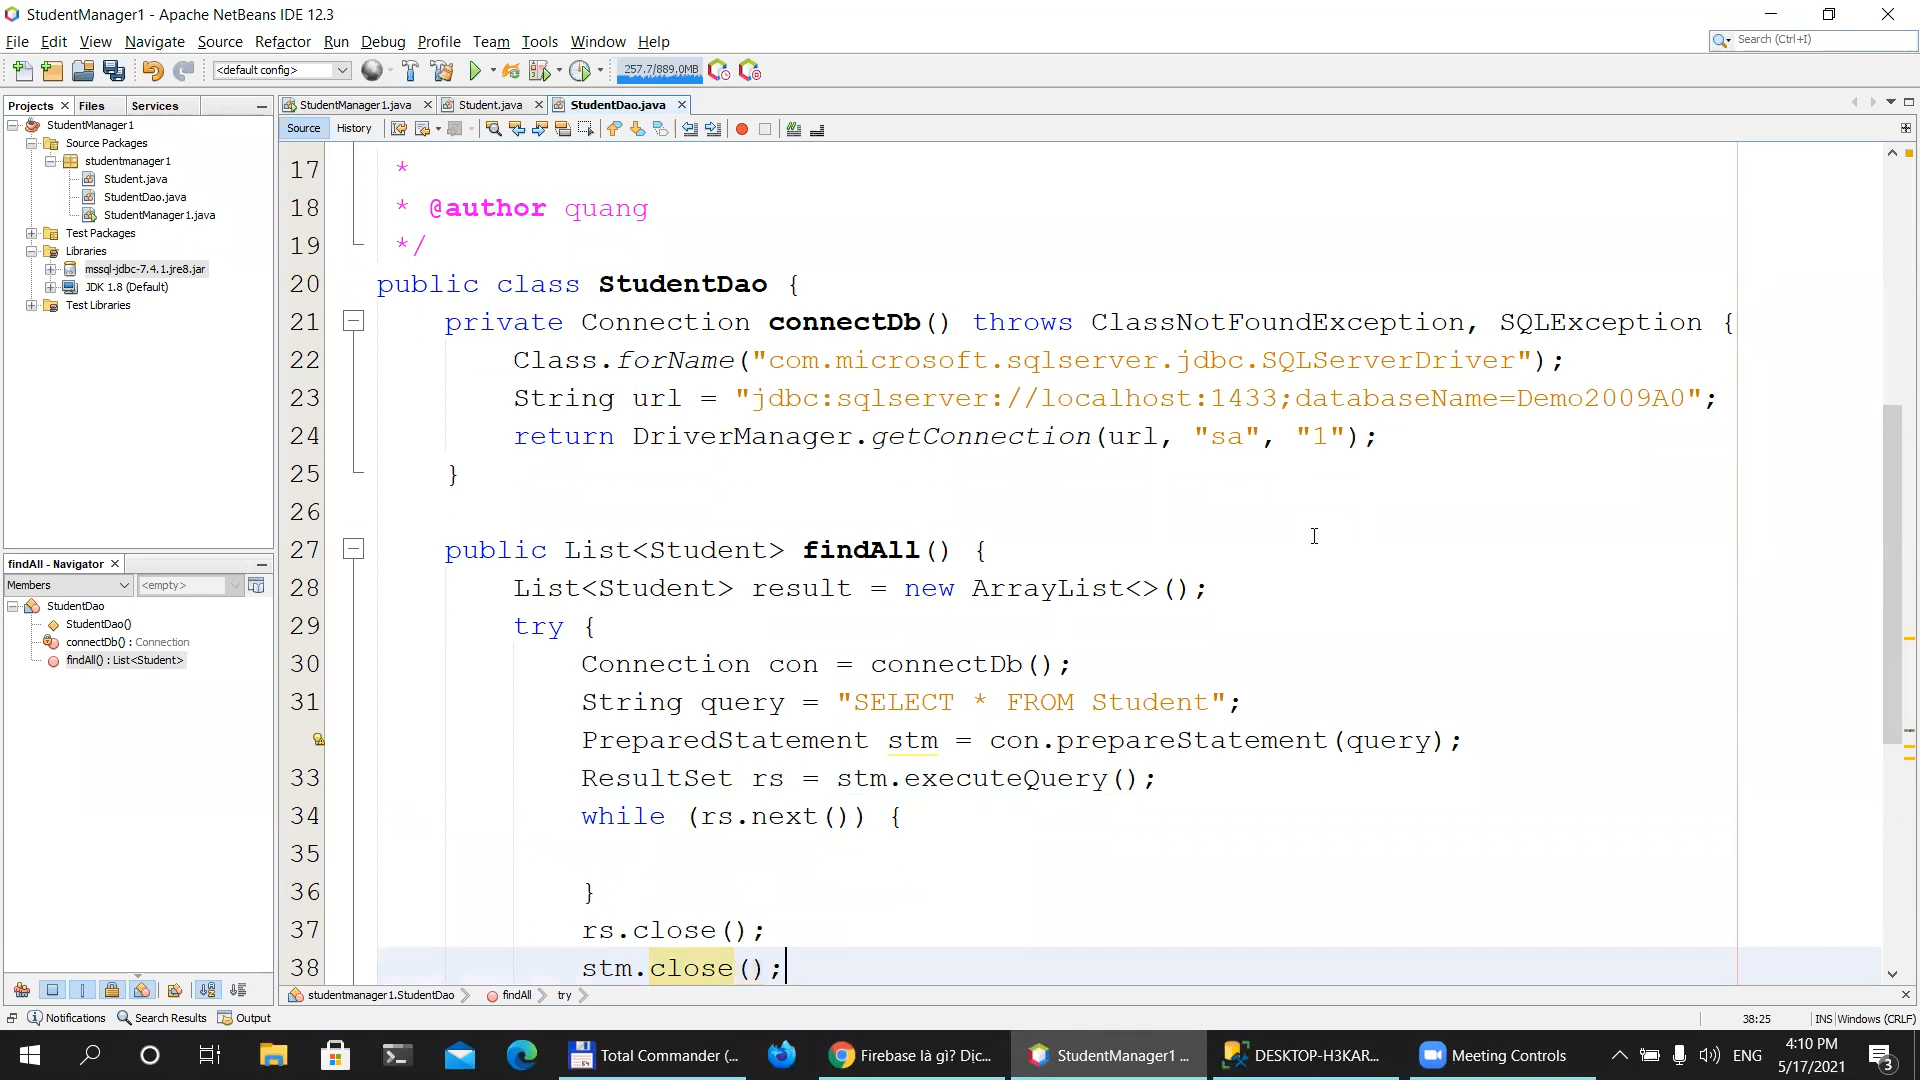 StudentManager1 - Apache NetBeans IDE 12.3
File Edit View Navigate Source Refactor Run Debug Profile Team Tools Window Help
Search (Ctrl+I)
<default config>
257.7/889.0MB
Projects Files Services
StudentManager1
Source Packages
studentmanager1
Student.java
StudentDao.java
StudentManager1.java
Test Packages
Libraries
mssql-jdbc-7.4.1.jre8.jar
JDK 1.8 (Default)
Test Libraries
findAll - Navigator
Members <empty>
StudentDao
StudentDao()
connectDb() : Connection
findAll() : List<Student>
StudentManager1.java Student.java StudentDao.java
Source History
17 *
18 * @author quang
19 */
20 public class StudentDao {
21 private Connection connectDb() throws ClassNotFoundException, SQLException {
22 Class.forName("com.microsoft.sqlserver.jdbc.SQLServerDriver");
23 String url = "jdbc:sqlserver://localhost:1433;databaseName=Demo2009A0";
24 return DriverManager.getConnection(url, "sa", "1");
25 }
26
27 public List<Student> findAll() {
28 List<Student> result = new ArrayList<>();
29 try {
30 Connection con = connectDb();
31 String query = "SELECT * FROM Student";
PreparedStatement stm = con.prepareStatement(query);
33 ResultSet rs = stm.executeQuery();
34 while (rs.next()) {
35
36 }
37 rs.close();
38 stm.close();
studentmanager1.StudentDao findAll try
Notifications Search Results Output
38:25 INS Windows (CRLF)
Total Commander (... Firebase là gì? Dịc... StudentManager1 ... DESKTOP-H3KAR... Meeting Controls
ENG
4:10 PM
5/17/2021
3